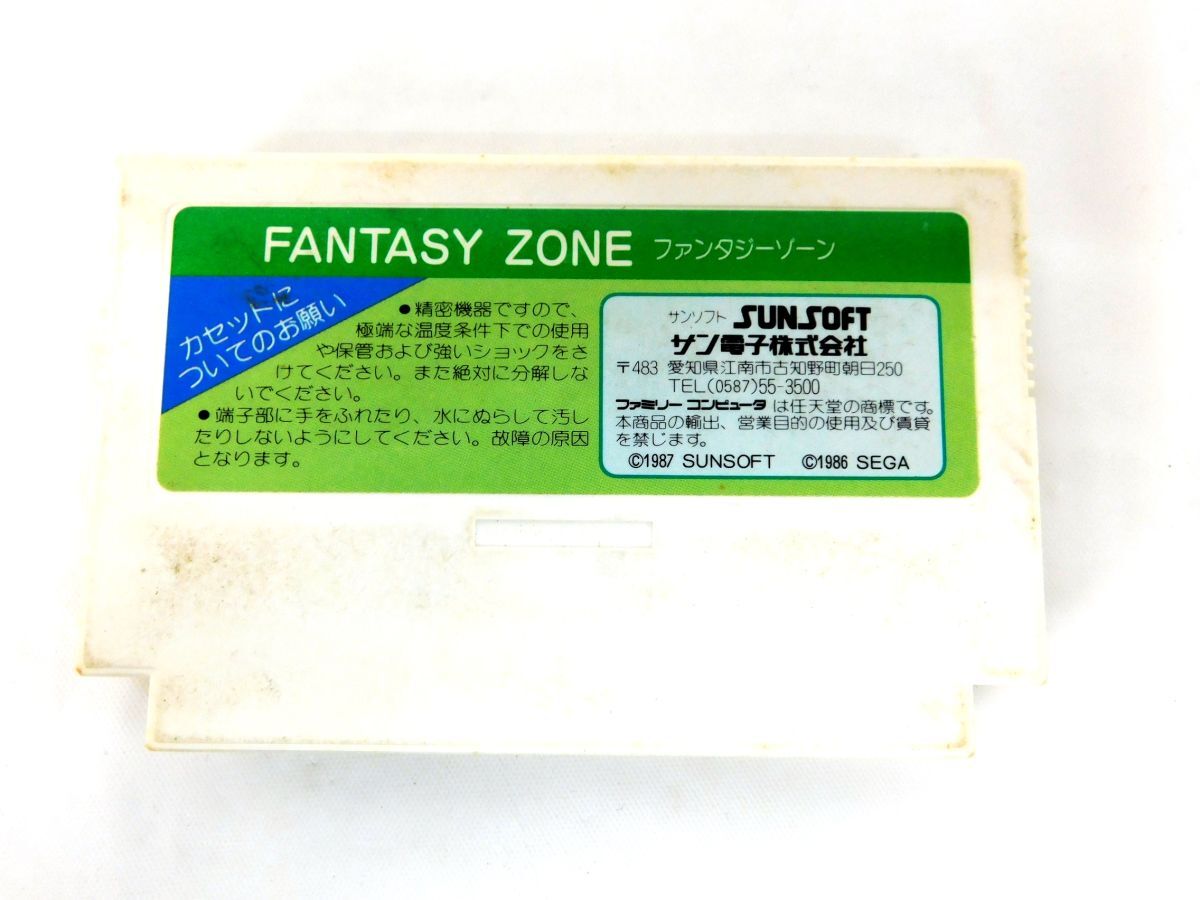 FANTASY ZONE ファンタジーゾーン
カセットに
ついてのお願い
●精密機器ですので、
極端な温度条件下での使用
や保管および強いショックをさ
けてください。また絶対に分解しな
いでください。
●端子部に手をふれたり、水にぬらして汚し
たりしないようにしてください。故障の原因
となります。
サンソフト SUNSOFT
サン電子株式会社
〒483 愛知県江南市古知野町朝日250
TEL(0587)55-3500
ファミリーコンピュータは任天堂の商標です。
本商品の輸出、営業目的の使用及び賃貸
を禁じます。
©1987 SUNSOFT ©1986 SEGA